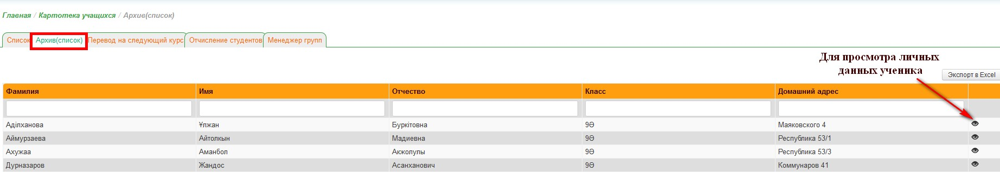 Главная / Картотека учащихся / Архив(список)
Список Архив(список) Перевод на следующий курс Отчисление студентов Менеджер групп
Для просмотра личных
данных ученика
Экспорт в Excel
Фамилия Имя Отчество Класс Домашний адрес
Аділханова Ұлжан Буркітовна 9Ә Маяковского 4
Аймурзаева Айтолкын Мадиевна 9Ә Республика 53/1
Ахужаа Аманбол Акжолулы 9Ә Республика 53/3
Дурназаров Жандос Асанханович 9Ә Коммунаров 41